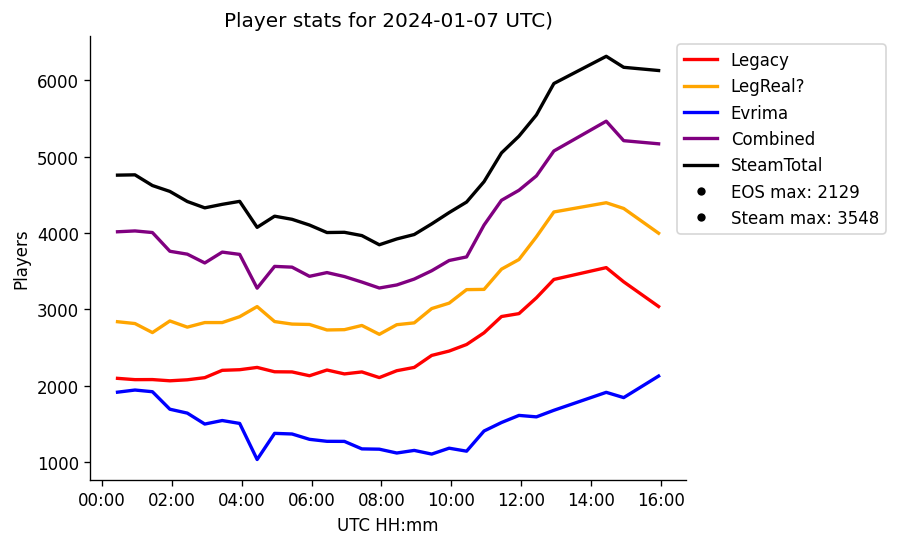 Player stats for 2024-01-07 UTC)
Legacy
LegReal?
Evrima
Combined
SteamTotal
EOS max: 2129
Steam max: 3548
Players
6000
5000
4000
3000
2000
1000
00:00 02:00 04:00 06:00 08:00 10:00 12:00 14:00 16:00
UTC HH:mm